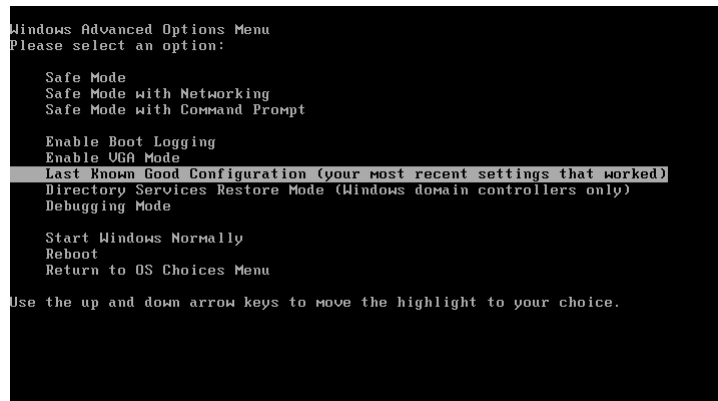 Windows Advanced Options Menu
Please select an option:
Safe Mode
Safe Mode with Networking
Safe Mode with Command Prompt
Enable Boot Logging
Enable VGA Mode
Last Known Good Configuration (your most recent settings that worked)
Directory Services Restore Mode (Windows domain controllers only)
Debugging Mode
Start Windows Normally
Reboot
Return to OS Choices Menu
Use the up and down arrow keys to move the highlight to your choice.